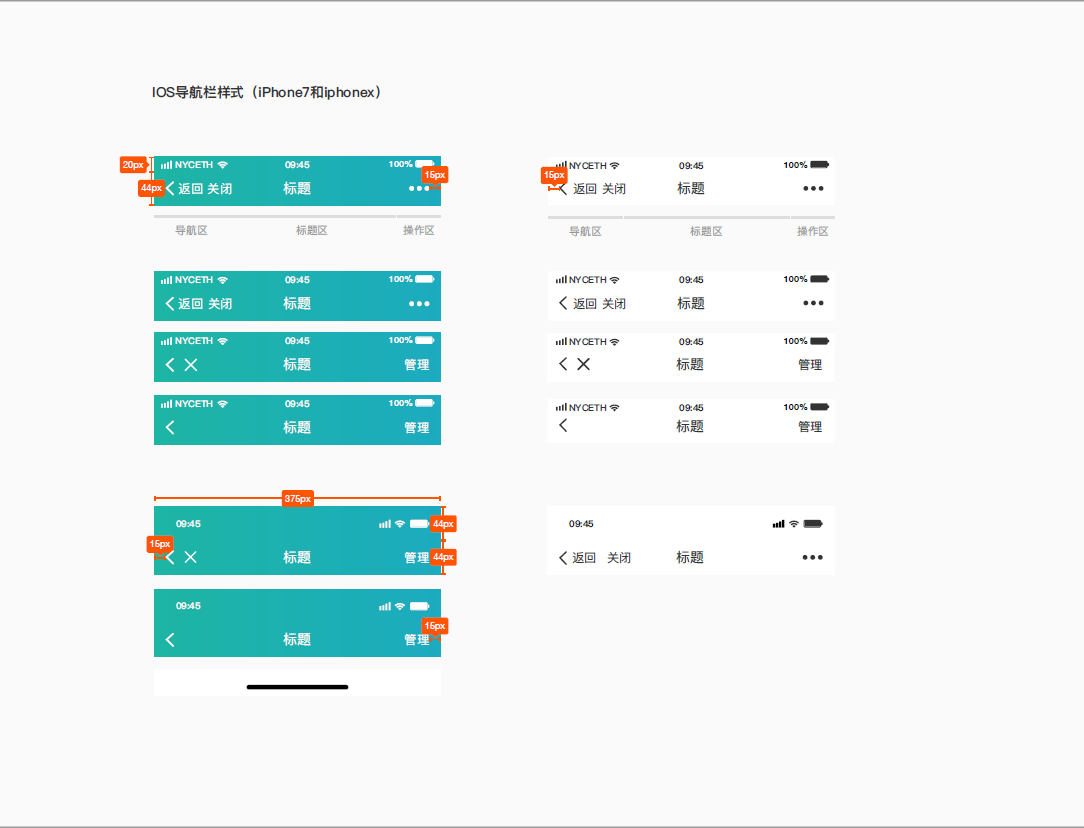 IOS导航栏样式（iPhone7和iphonex）
20px
NYCETH 09:45 100%
15px
44px
返回 关闭 标题
导航区 标题区 操作区
NYCETH 09:45 100%
15px
返回 关闭 标题
导航区 标题区 操作区
NYCETH 09:45 100%
返回 关闭 标题
NYCETH 09:45 100%
返回 关闭 标题
NYCETH 09:45 100%
标题 管理
NYCETH 09:45 100%
标题 管理
NYCETH 09:45 100%
标题 管理
NYCETH 09:45 100%
标题 管理
375px
09:45
44px
15px
标题 管理
44px
09:45
返回 关闭 标题
09:45
15px
标题 管理